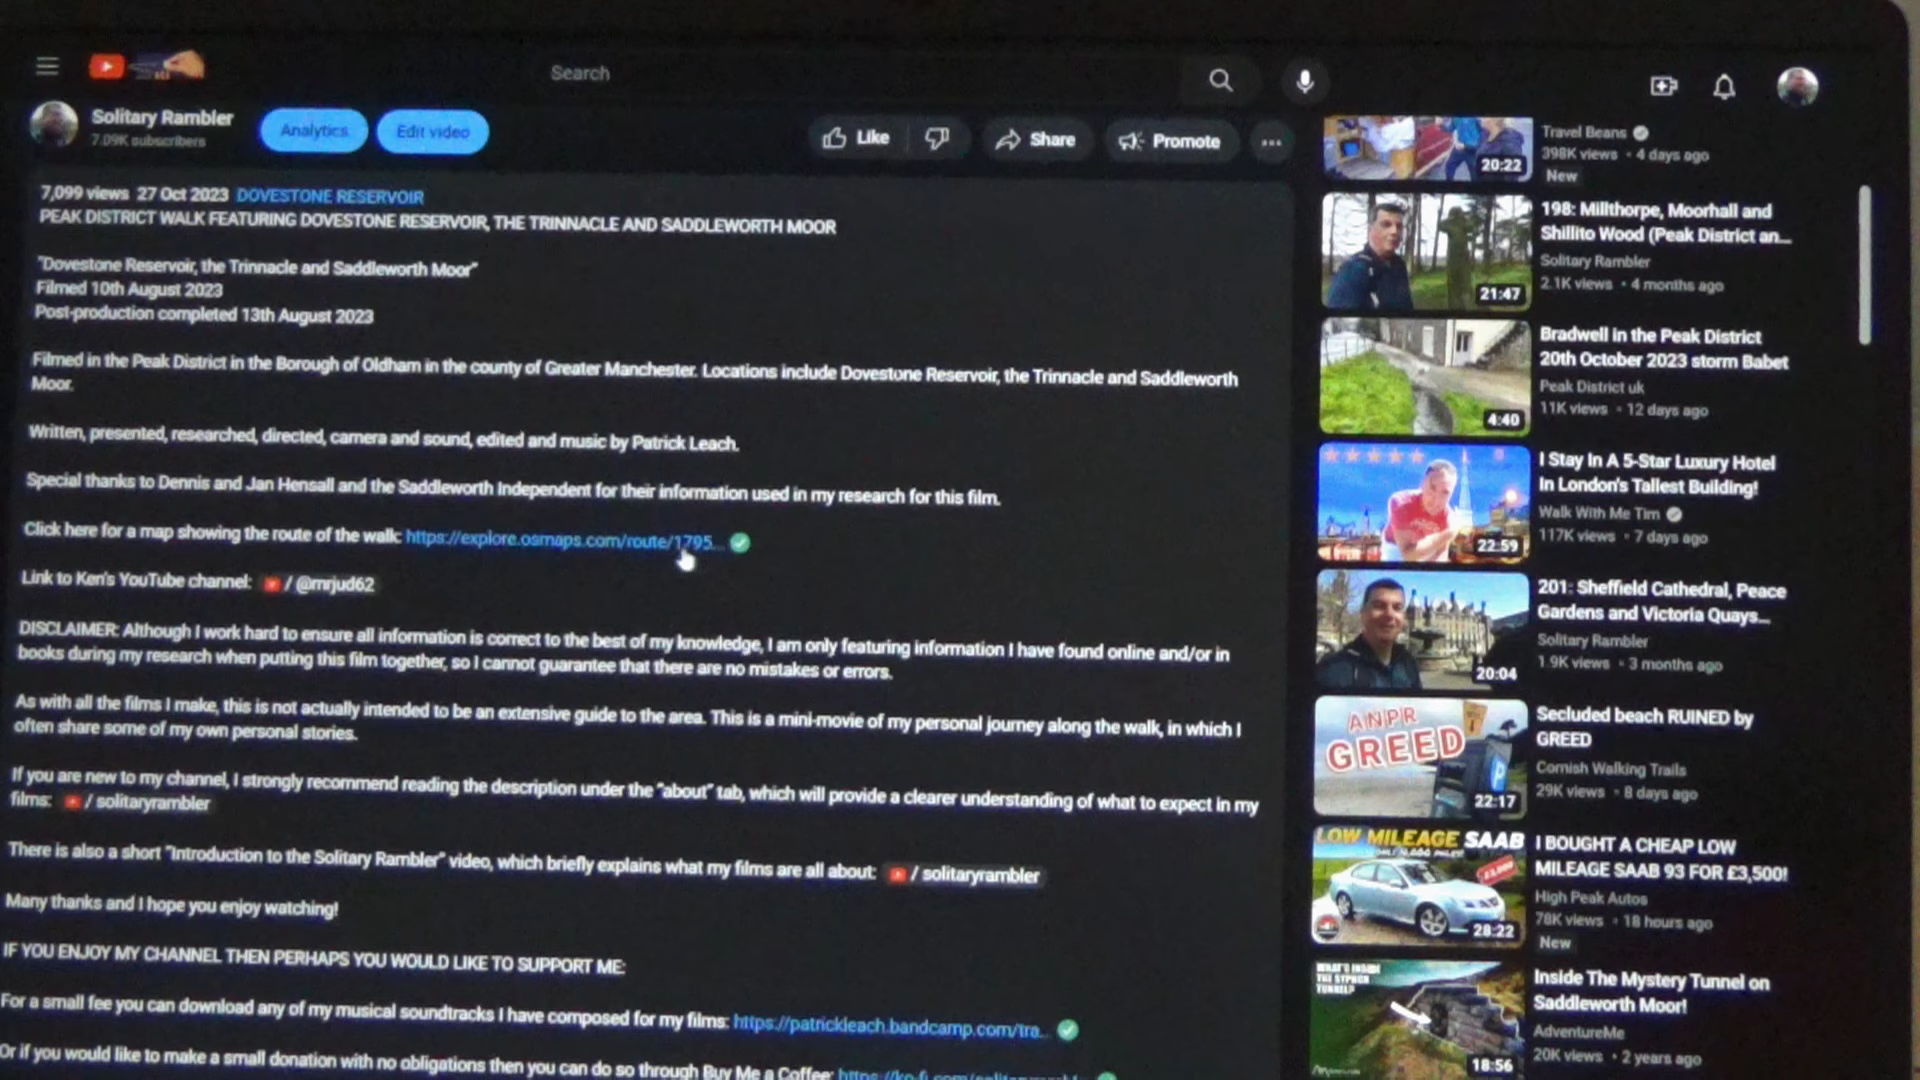 Search
Solitary Rambler
7.09K subscribers
Analytics
Edit video
Like
Share
Promote
7,099 views 27 Oct 2023 DOVESTONE RESERVOIR
PEAK DISTRICT WALK FEATURING DOVESTONE RESERVOIR, THE TRINNACLE AND SADDLEWORTH MOOR
"Dovestone Reservoir, the Trinnacle and Saddleworth Moor"
Filmed 10th August 2023
Post-production completed 13th August 2023
Filmed in the Peak District in the Borough of Oldham in the county of Greater Manchester. Locations include Dovestone Reservoir, the Trinnacle and Saddleworth
Moor.
Written, presented, researched, directed, camera and sound, edited and music by Patrick Leach.
Special thanks to Dennis and Jan Hensall and the Saddleworth Independent for their information used in my research for this film.
Click here for a map showing the route of the walk: https://explore.osmaps.com/route/1795...
Link to Ken's YouTube channel: / @mrjud62
DISCLAIMER: Although I work hard to ensure all information is correct to the best of my knowledge, I am only featuring information I have found online and/or in
books during my research when putting this film together, so I cannot guarantee that there are no mistakes or errors.
As with all the films I make, this is not actually intended to be an extensive guide to the area. This is a mini-movie of my personal journey along the walk, in which I
often share some of my own personal stories.
If you are new to my channel, I strongly recommend reading the description under the "about" tab, which will provide a clearer understanding of what to expect in my
films: / solitaryrambler
There is also a short "Introduction to the Solitary Rambler" video, which briefly explains what my films are all about: / solitaryrambler
Many thanks and I hope you enjoy watching!
IF YOU ENJOY MY CHANNEL THEN PERHAPS YOU WOULD LIKE TO SUPPORT ME:
For a small fee you can download any of my musical soundtracks I have composed for my films: https://patrickleach.bandcamp.com/tra...
Or if you would like to make a small donation with no obligations then you can do so through Buy Me a Coffee:
20:22
Travel Beans
398K views • 4 days ago
New
21:47
198: Millthorpe, Moorhall and
Shillito Wood (Peak District an...
Solitary Rambler
2.1K views • 4 months ago
4:40
Bradwell in the Peak District
20th October 2023 storm Babet
Peak District uk
11K views • 12 days ago
22:59
I Stay In A 5-Star Luxury Hotel
In London's Tallest Building!
Walk With Me Tim
117K views • 7 days ago
20:04
201: Sheffield Cathedral, Peace
Gardens and Victoria Quays...
Solitary Rambler
1.9K views • 3 months ago
ANPR
GREED
22:17
Secluded beach RUINED by
GREED
Cornish Walking Trails
29K views • 8 days ago
LOW MILEAGE SAAB
28:22
I BOUGHT A CHEAP LOW
MILEAGE SAAB 93 FOR £3,500!
High Peak Autos
78K views • 18 hours ago
New
WHAT'S INSIDE
THE SYPHON
TUNNEL?
18:56
Inside The Mystery Tunnel on
Saddleworth Moor!
AdventureMe
20K views • 2 years ago